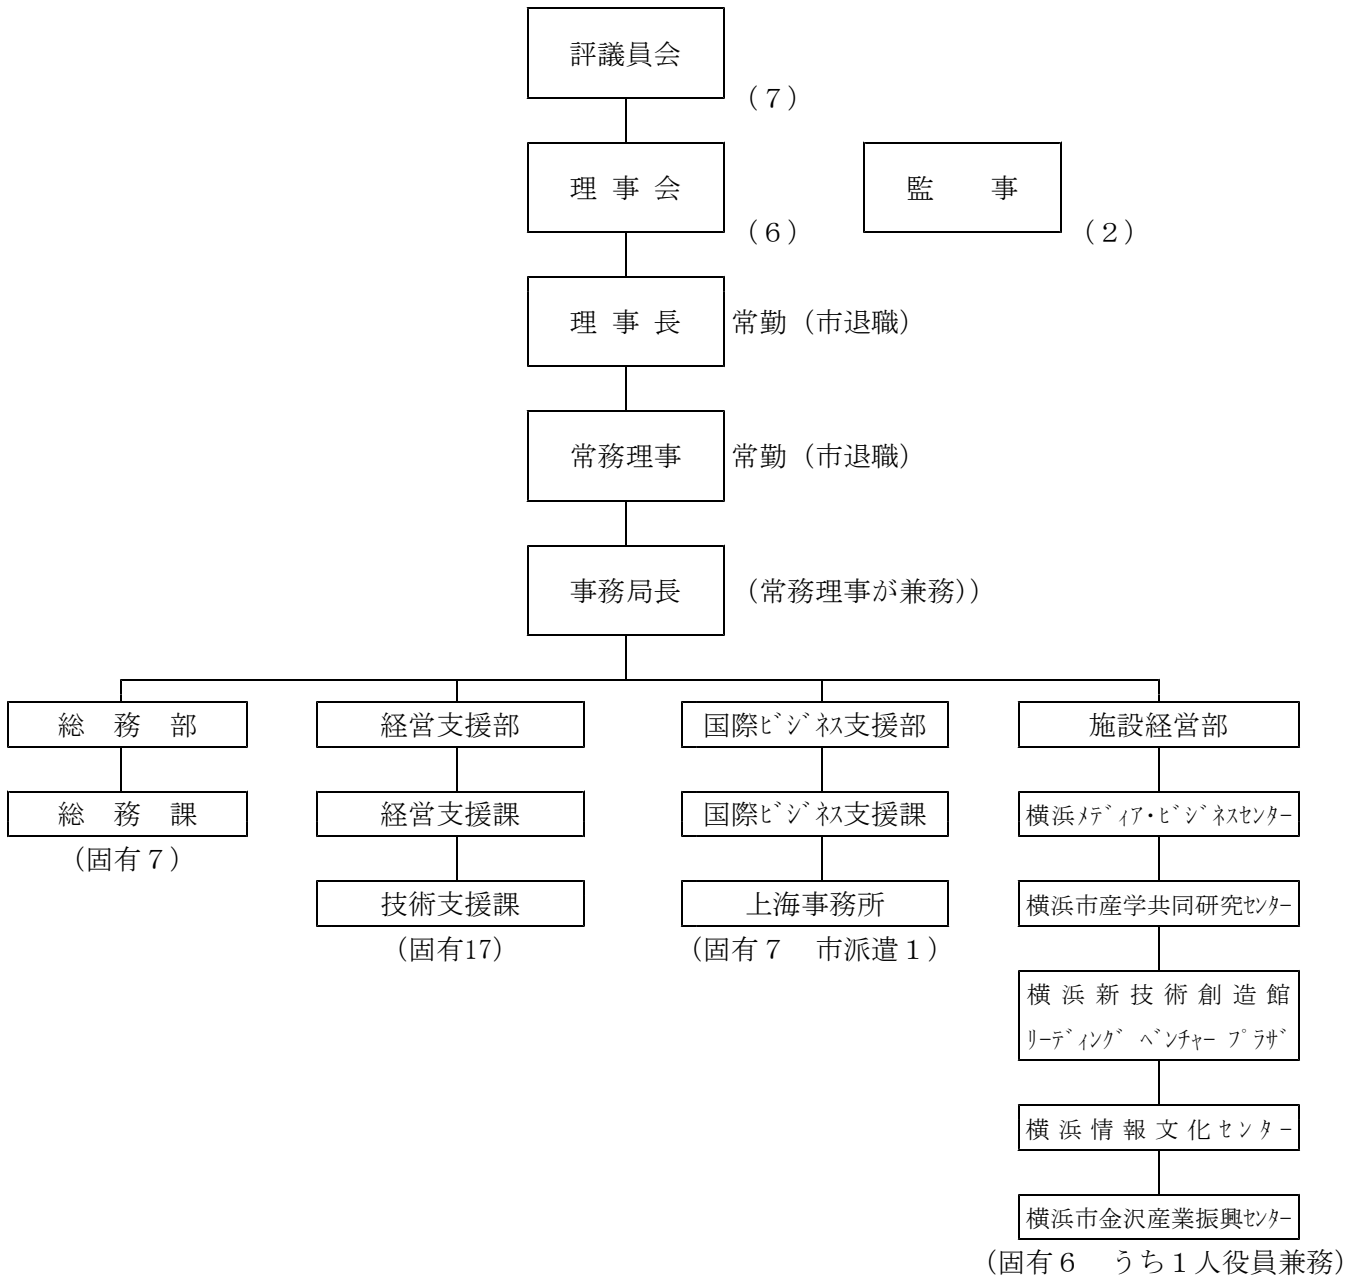 評議員会
（７）
理 事 会
（６）
監　　事
（２）
理 事 長
常勤（市退職）
常務理事
常勤（市退職）
事務局長
（常務理事が兼務））
総　務　部
経営支援部
国際ﾋﾞｼﾞﾈｽ支援部
施設経営部
総　務　課
経営支援課
国際ﾋﾞｼﾞﾈｽ支援課
横浜ﾒﾃﾞｨｱ･ﾋﾞｼﾞﾈｽｾﾝﾀｰ
（固有７）
技術支援課
上海事務所
横浜市産学共同研究ｾﾝﾀｰ
（固有17）
（固有７　市派遣１）
横 浜 新 技 術 創 造 館
ﾘｰﾃﾞｨﾝｸﾞ ﾍﾞﾝﾁｬｰ ﾌﾟﾗｻﾞ
横 浜 情 報 文 化 ｾ ﾝ ﾀ ｰ
横浜市金沢産業振興ｾﾝﾀｰ
（固有６　うち１人役員兼務）